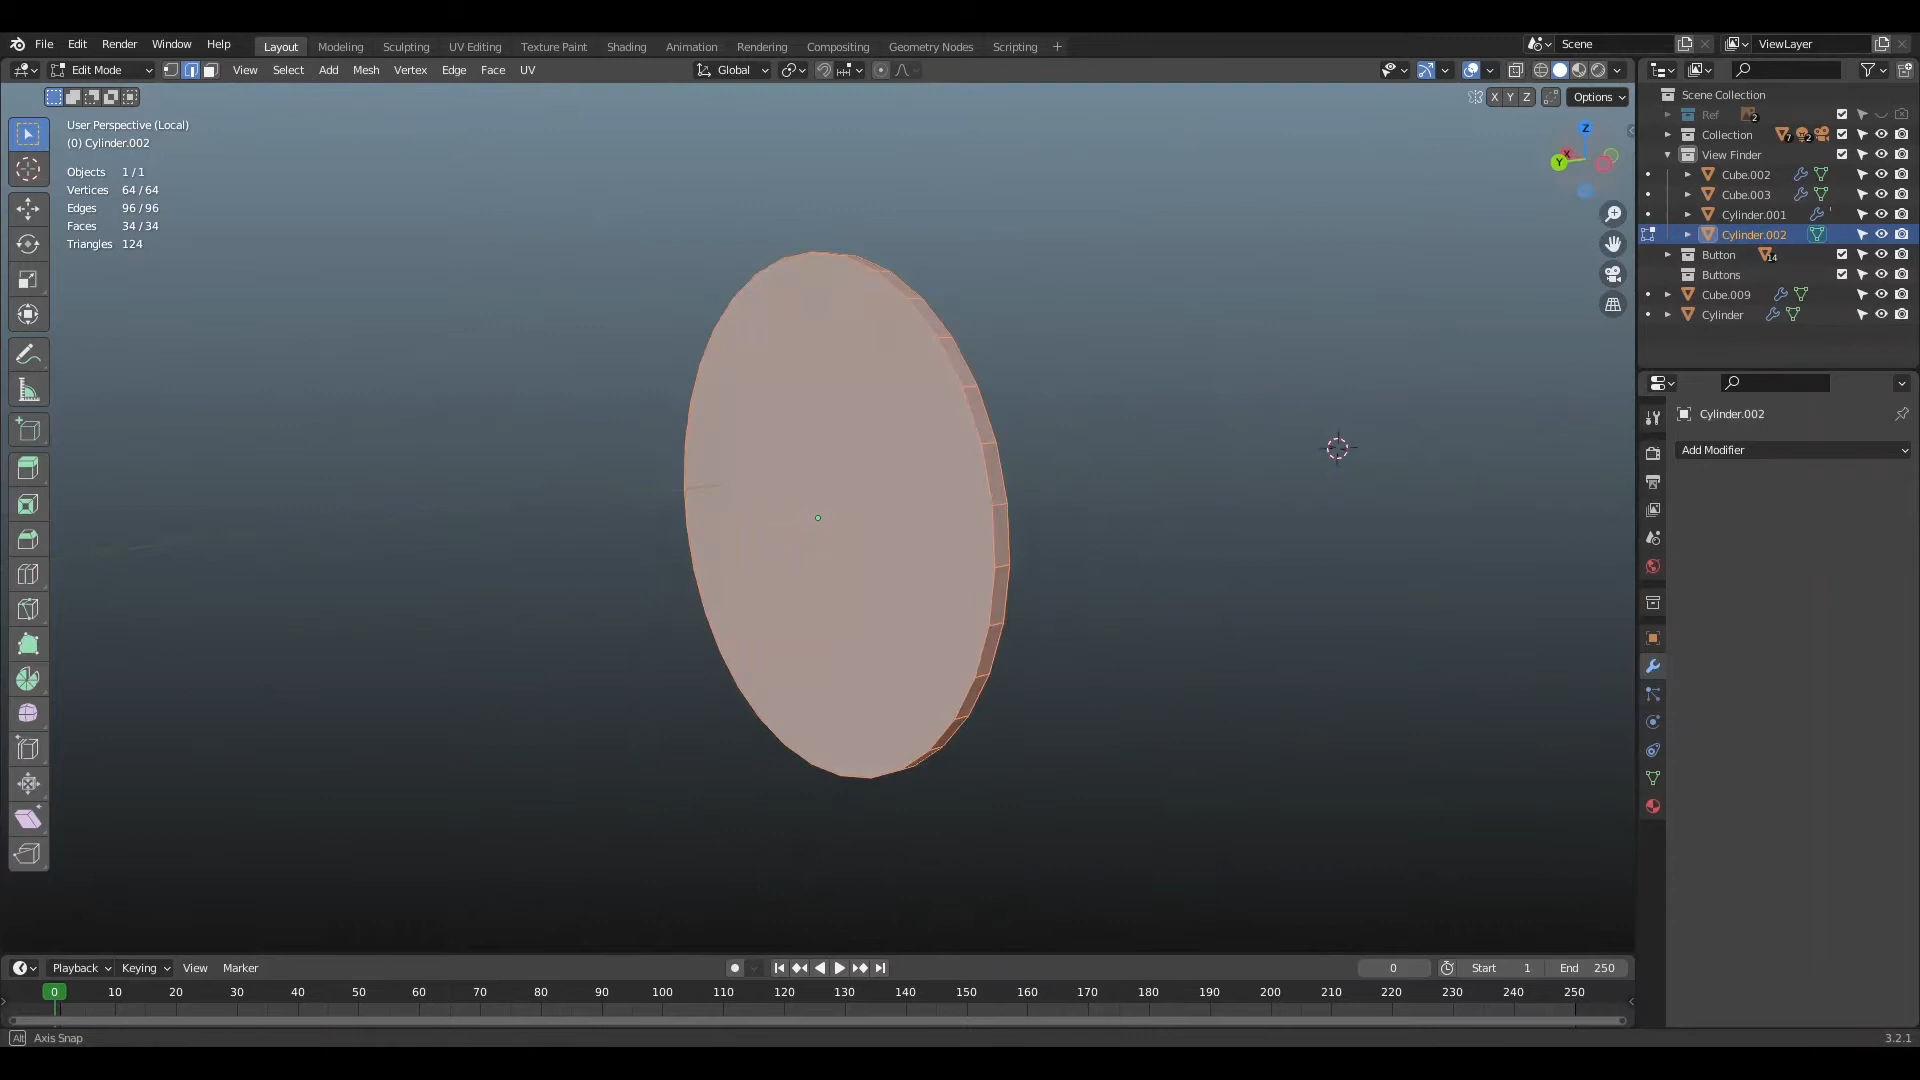 File Edit Render Window Help Layout Modeling Sculpting UV Editing Texture Paint Shading Animation Rendering Compositing Geometry Nodes Scripting + Scene ViewLayer
Edit Mode View Select Add Mesh Vertex Edge Face UV Global
X Y Z Options
Scene Collection
Ref 2
Collection 7 2
View Finder
Cube.002
Cube.003
Cylinder.001
Cylinder.002
Button 14
Buttons
Cube.009
Cylinder
User Perspective (Local)
(0) Cylinder.002
Objects 1 / 1
Vertices 64 / 64
Edges 96 / 96
Faces 34 / 34
Triangles 124
Z
X
Y
Cylinder.002
Add Modifier
Playback Keying View Marker 0 Start 1 End 250
0 10 20 30 40 50 60 70 80 90 100 110 120 130 140 150 160 170 180 190 200 210 220 230 240 250
Alt Axis Snap 3.2.1